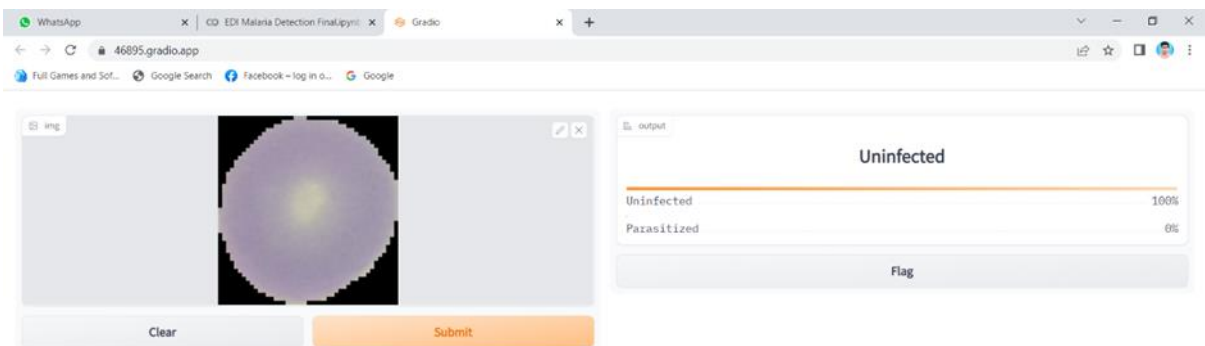 WhatsApp
EDI Malaria Detection Final.ipynb
Gradio
46895.gradio.app
Full Games and Sof...
Google Search
Facebook – log in o...
Google
img
output
Uninfected
Uninfected 100%
Parasitized 0%
Flag
Clear
Submit